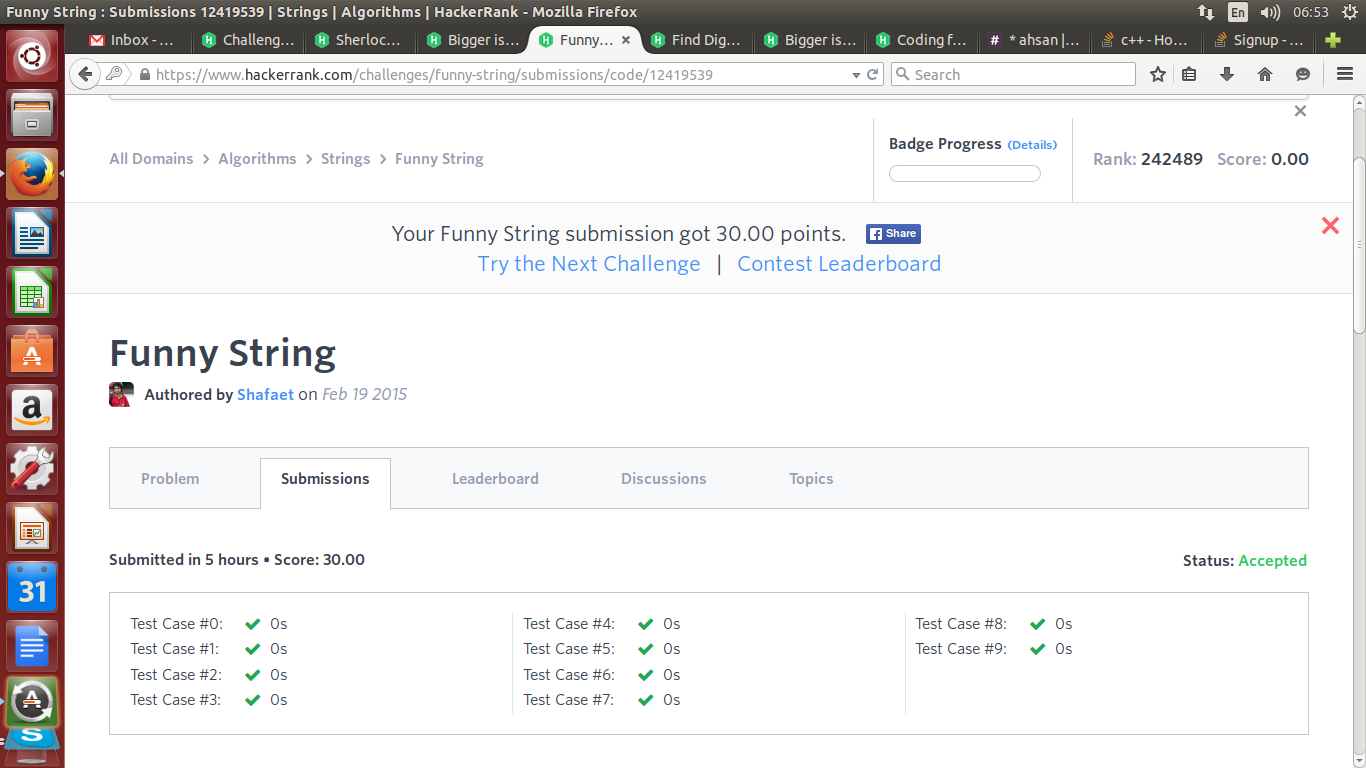 Funny String : Submissions 12419539 | Strings | Algorithms | HackerRank - Mozilla Firefox En 06:53
Inbox -... Challeng... Sherloc... Bigger is... Funny... × Find Dig... Bigger is... Coding f... # * ahsan |... c++ - Ho... Signup - ...
https://www.hackerrank.com/challenges/funny-string/submissions/code/12419539 Search
All Domains > Algorithms > Strings > Funny String
Badge Progress (Details)
Rank: 242489 Score: 0.00
Your Funny String submission got 30.00 points. Share
Try the Next Challenge | Contest Leaderboard
Funny String
Authored by Shafaet on Feb 19 2015
Problem Submissions Leaderboard Discussions Topics
Submitted in 5 hours • Score: 30.00 Status: Accepted
Test Case #0: ✔ 0s Test Case #4: ✔ 0s Test Case #8: ✔ 0s
Test Case #1: ✔ 0s Test Case #5: ✔ 0s Test Case #9: ✔ 0s
Test Case #2: ✔ 0s Test Case #6: ✔ 0s
Test Case #3: ✔ 0s Test Case #7: ✔ 0s
a
31
A
S